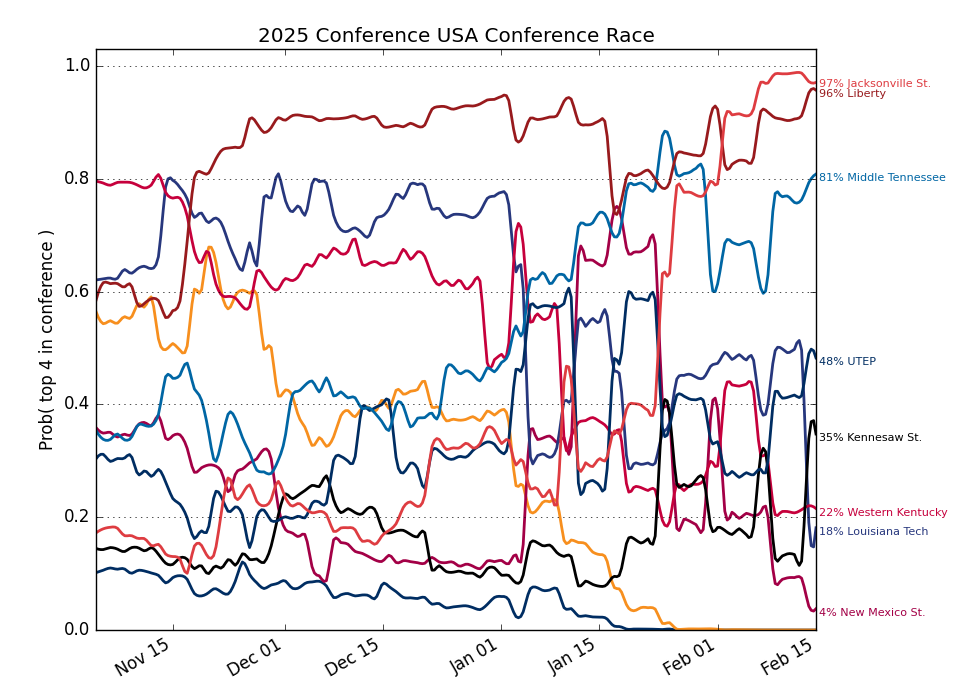 2025 Conference USA Conference Race
Prob( top 4 in conference )
1.0
0.8
0.6
0.4
0.2
0.0
Nov 15
Dec 01
Dec 15
Jan 01
Jan 15
Feb 01
Feb 15
97% Jacksonville St.
96% Liberty
81% Middle Tennessee
48% UTEP
35% Kennesaw St.
22% Western Kentucky
18% Louisiana Tech
4% New Mexico St.